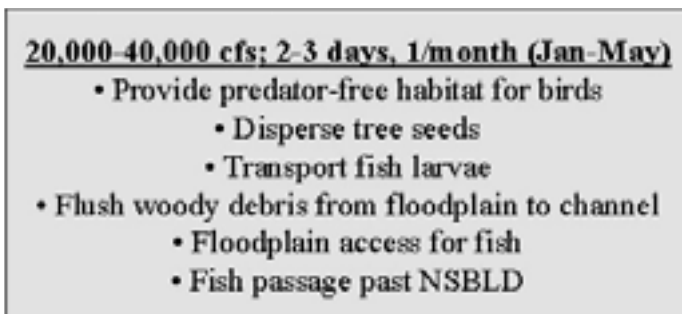 20,000-40,000 cfs; 2-3 days, 1/month (Jan-May)
• Provide predator-free habitat for birds
• Disperse tree seeds
• Transport fish larvae
• Flush woody debris from floodplain to channel
• Floodplain access for fish
• Fish passage past NSBLD